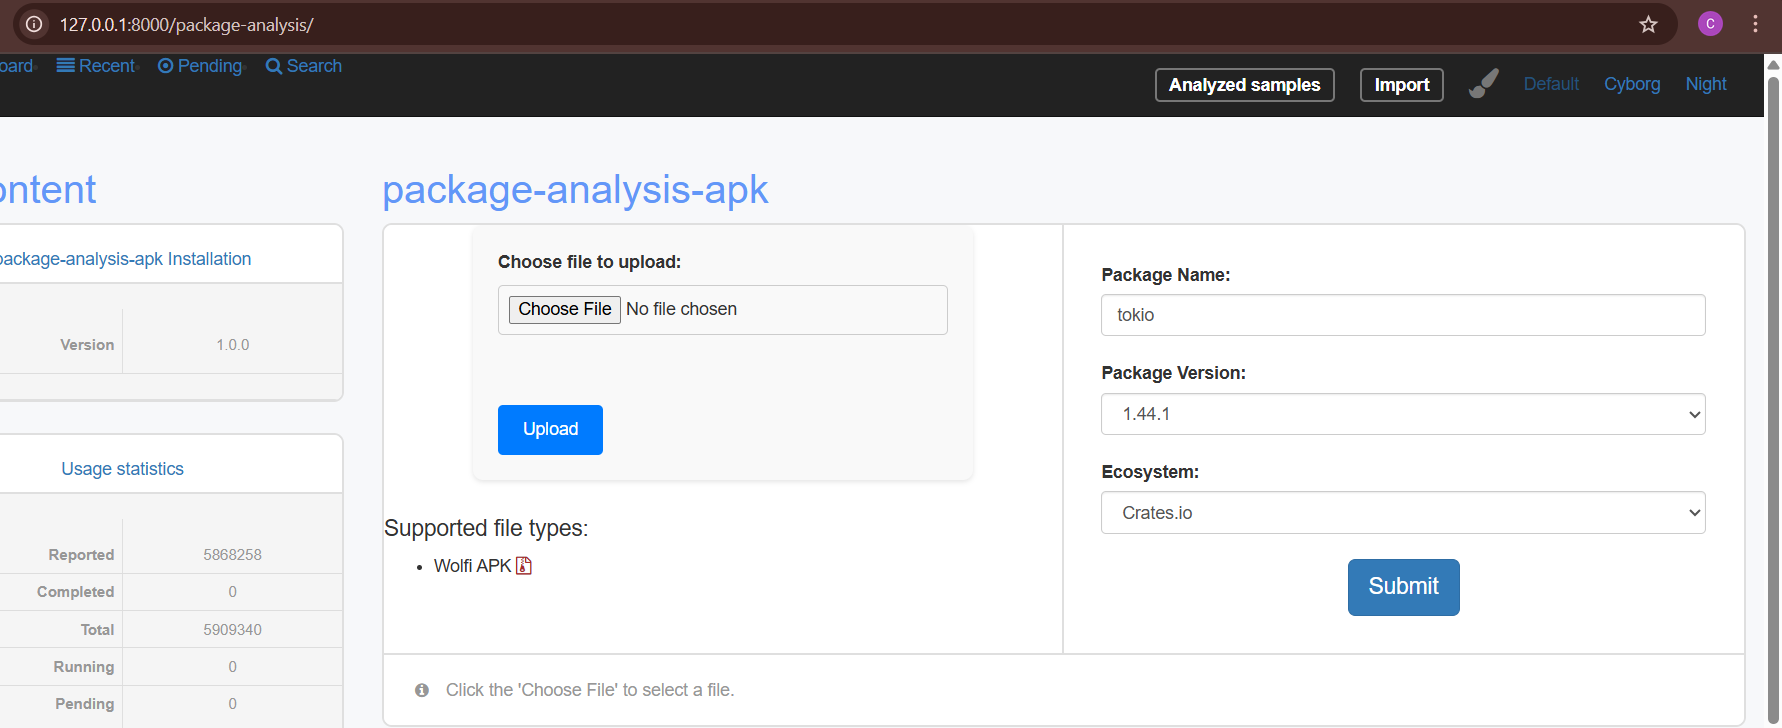 127.0.0.1:8000/package-analysis/
C
oard
Recent
Pending
Search
Analyzed samples
Import
Default
Cyborg
Night
ontent
package-analysis-apk Installation
Version 1.0.0
Usage statistics
Reported 5868258
Completed 0
Total 5909340
Running 0
Pending 0
package-analysis-apk
Choose file to upload:
Choose File No file chosen
Upload
Supported file types:
• Wolfi APK
Package Name:
tokio
Package Version:
1.44.1
Ecosystem:
Crates.io
Submit
Click the 'Choose File' to select a file.